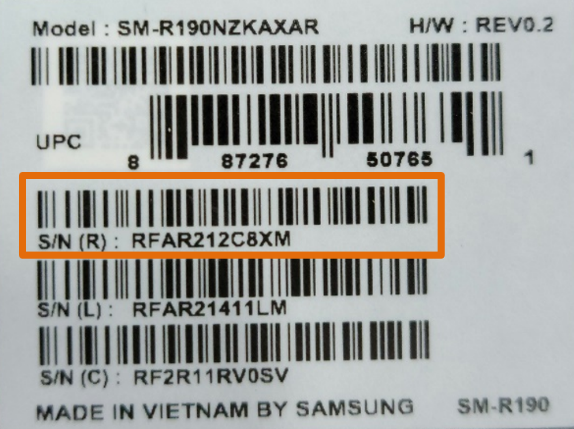 Model : SM-R190NZKAXAR H/W : REV0.2
UPC
8 87276 50765 1
S/N (R) : RFAR212C8XM
S/N (L) : RFAR21411LM
S/N (C) : RF2R11RV0SV
MADE IN VIETNAM BY SAMSUNG SM-R190